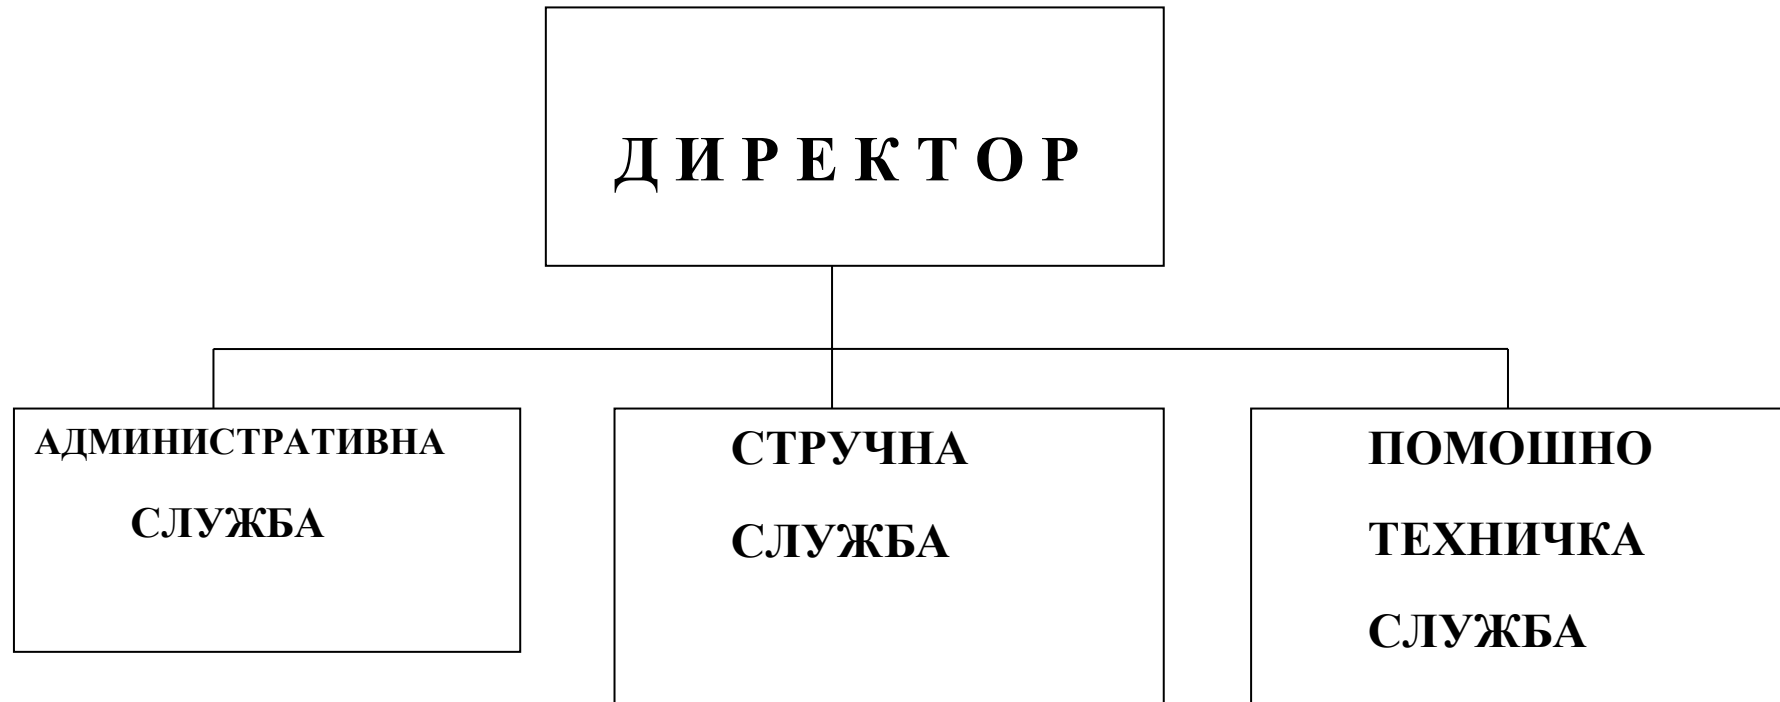 Д И Р Е К Т О Р
АДМИНИСТРАТИВНА
СЛУЖБА
СТРУЧНА
СЛУЖБА
ПОМОШНО
ТЕХНИЧКА
СЛУЖБА